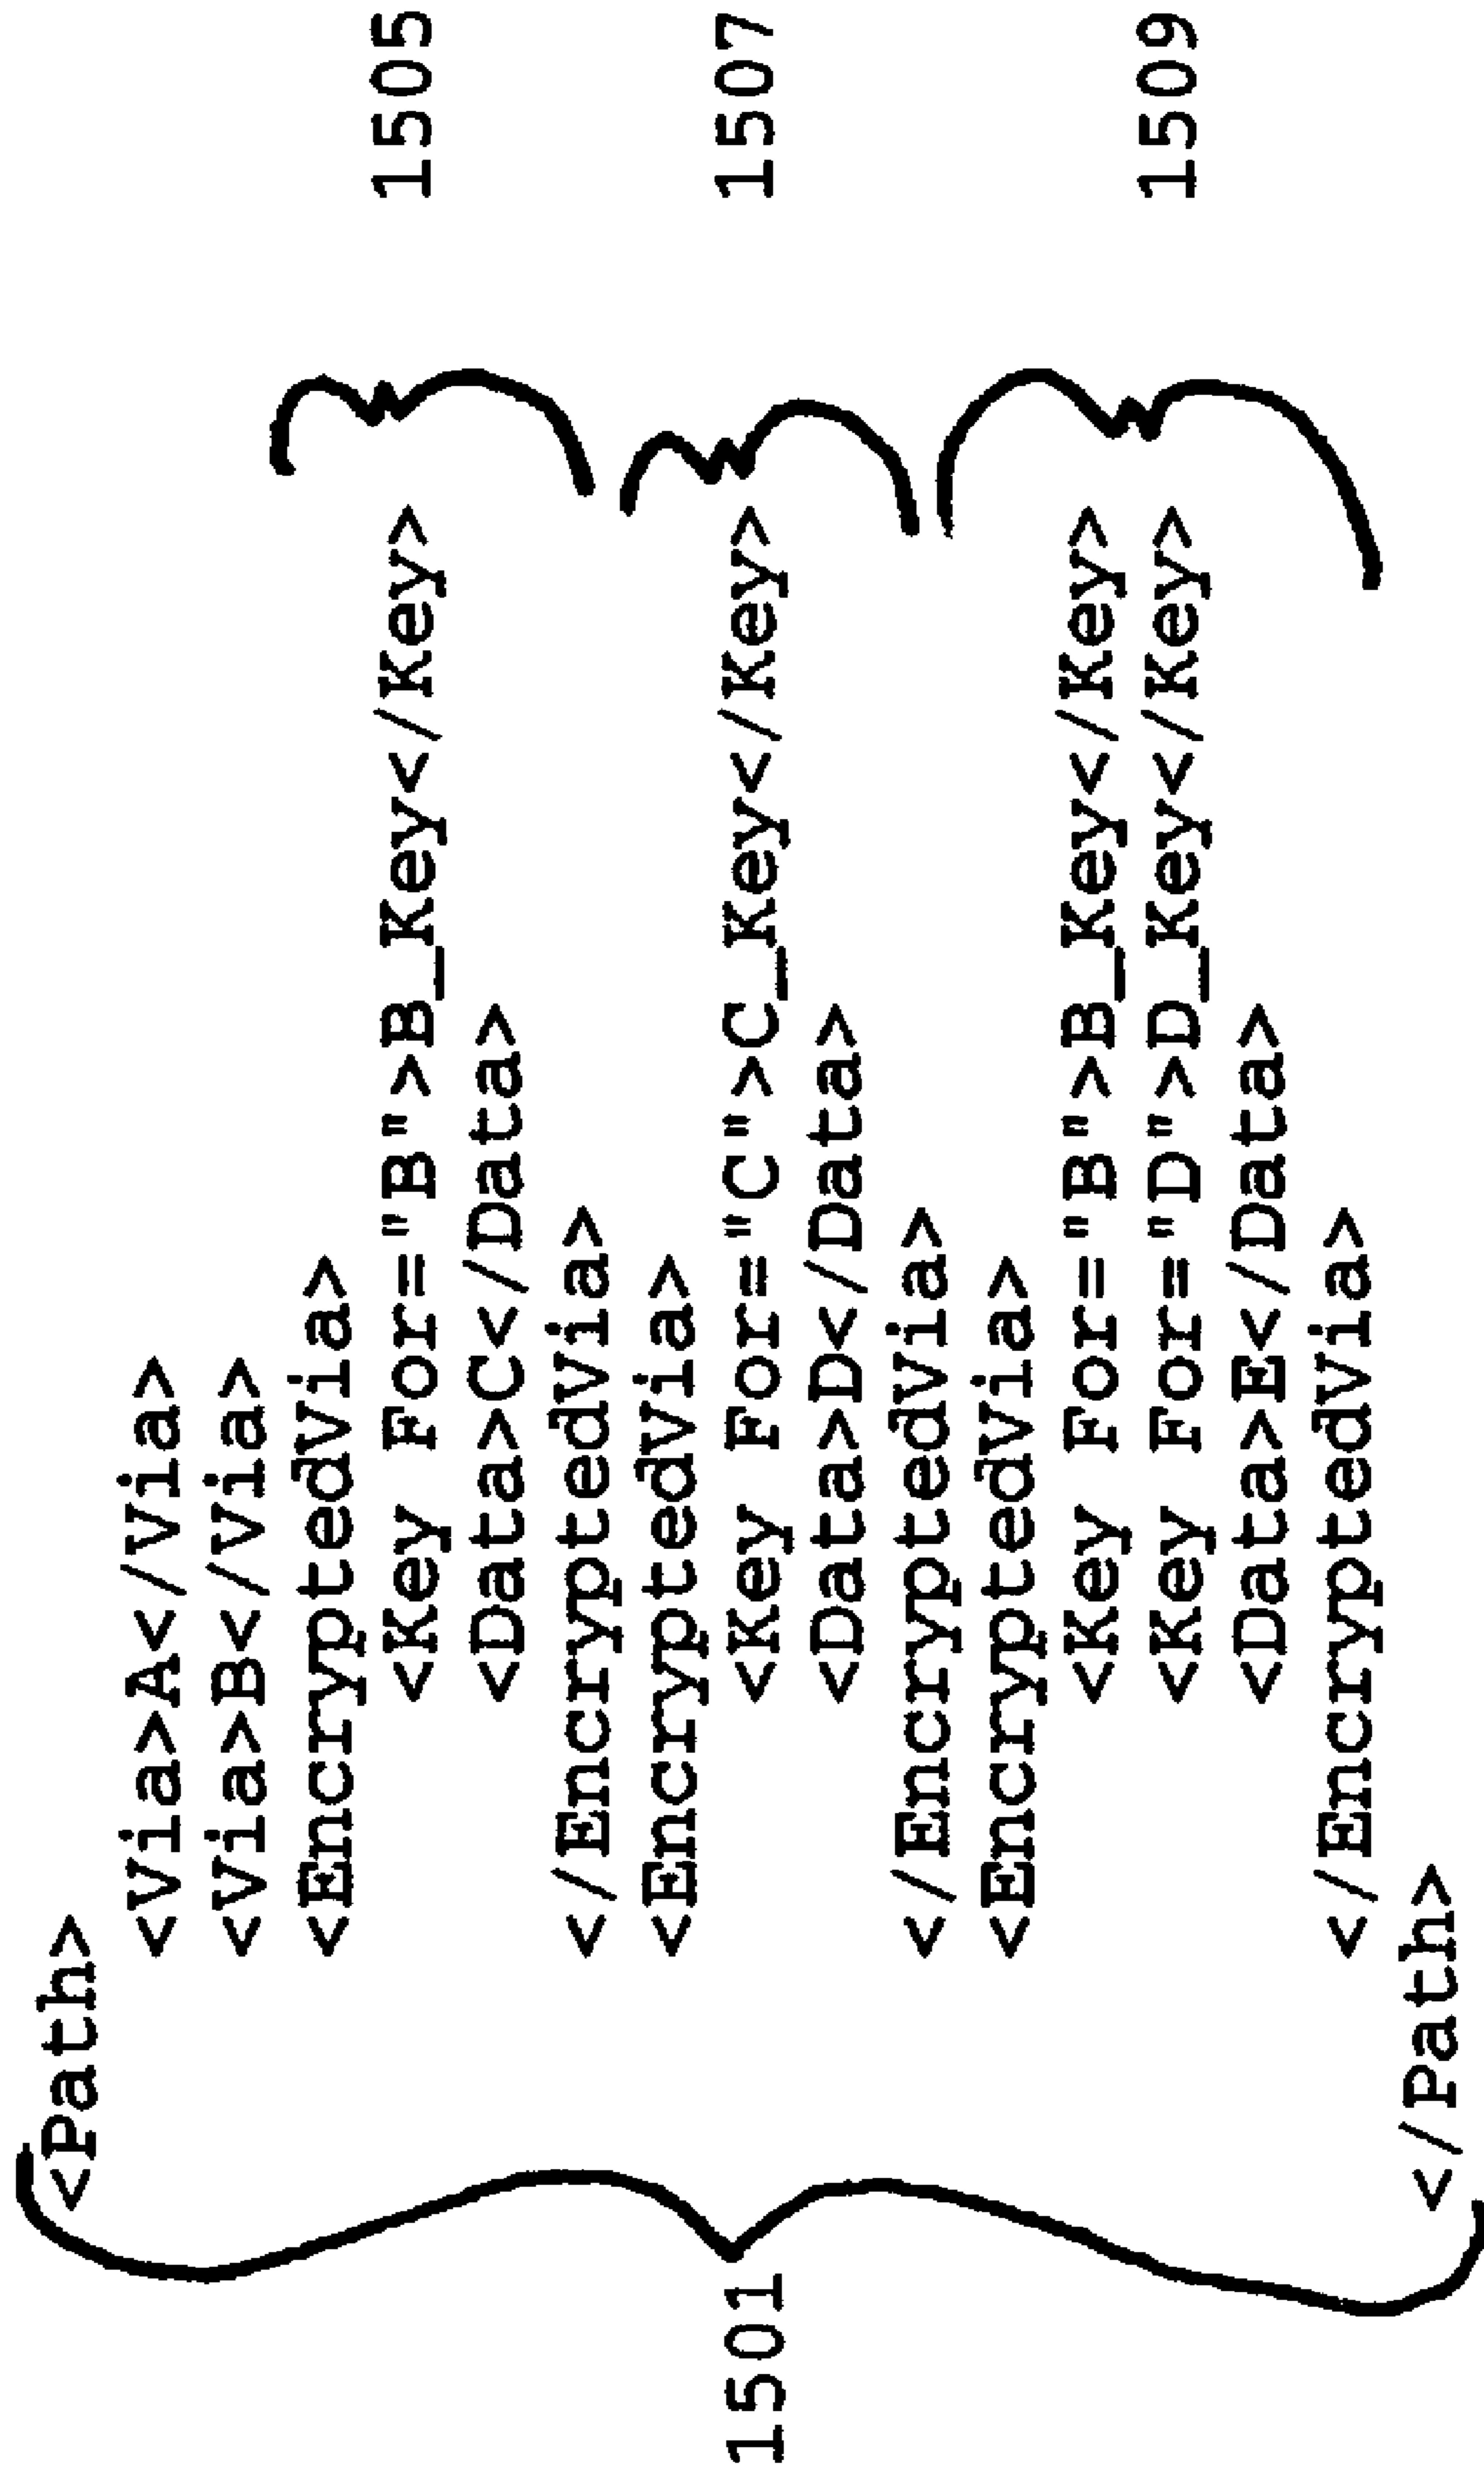 <Path>
<Via>A</Via>
<Via>B</Via>
<EncryptedVia>
<Key For="B">B_Key</Key> 1505
<Data>C</Data>
</EncryptedVia>
<EncryptedVia>
1501 <Key For="C">C_Key</Key> 1507
<Data>D</Data>
</EncryptedVia>
<EncryptedVia>
<Key For="B">B_Key</Key>
<Key For="D">D_Key</Key> 1509
<Data>E</Data>
</EncryptedVia>
</Path>